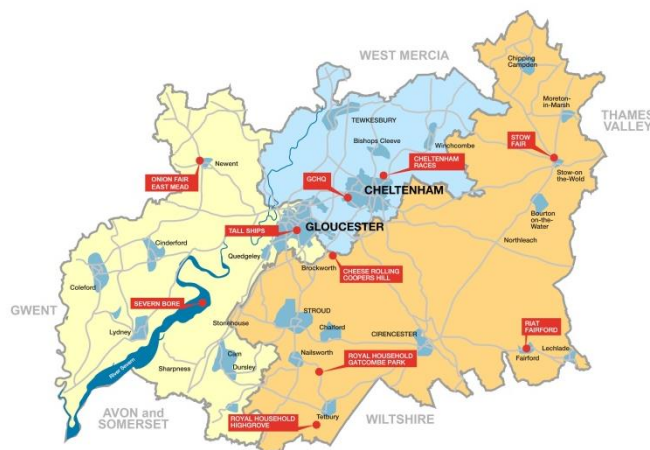 WEST MERCIA
Chipping
Campden
Moreton-
in-Marsh
THAMES
VALLEY
TEWKESBURY
Bishops Cleeve
Winchcombe
STOW
FAIR
Newent
ONION FAIR
EAST MEAD
CHELTENHAM
RACES
GCHQ
Stow-on
the-Wold
CHELTENHAM
Bourton
on-the-
Water
TALL SHIPS
GLOUCESTER
Northleach
Cinderford
Quedgeley
Brockworth
CHEESE ROLLING
COOPERS HILL
Coleford
GWENT
SEVERN BORE
STROUD
Lydney
Stonehouse
Chalford
CIRENCESTER
RIAT
FAIRFORD
Lechlade
Fairford
Cam
Nailsworth
River Severn
Sharpness
Dursley
ROYAL HOUSEHOLD
GATCOMBE PARK
AVON and
SOMERSET
Tetbury
ROYAL HOUSEHOLD
HIGHGROVE
WILTSHIRE